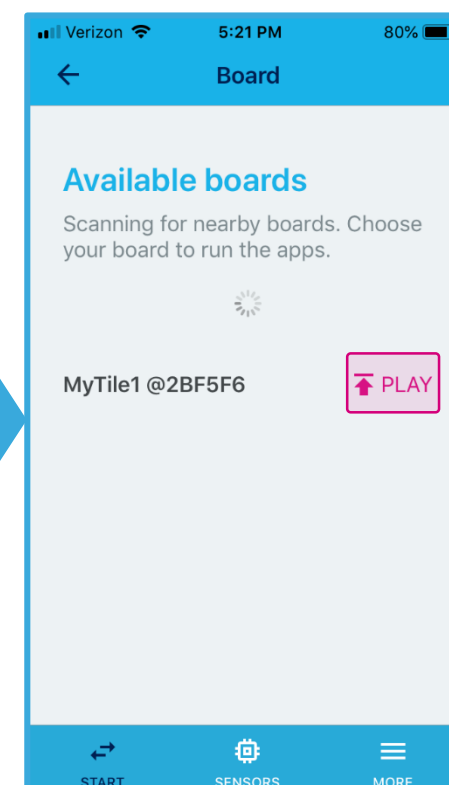 Verizon 5:21 PM 80%
Board
Available boards
Scanning for nearby boards. Choose
your board to run the apps.
MyTile1 @2BF5F6 PLAY
START SENSORS MORE